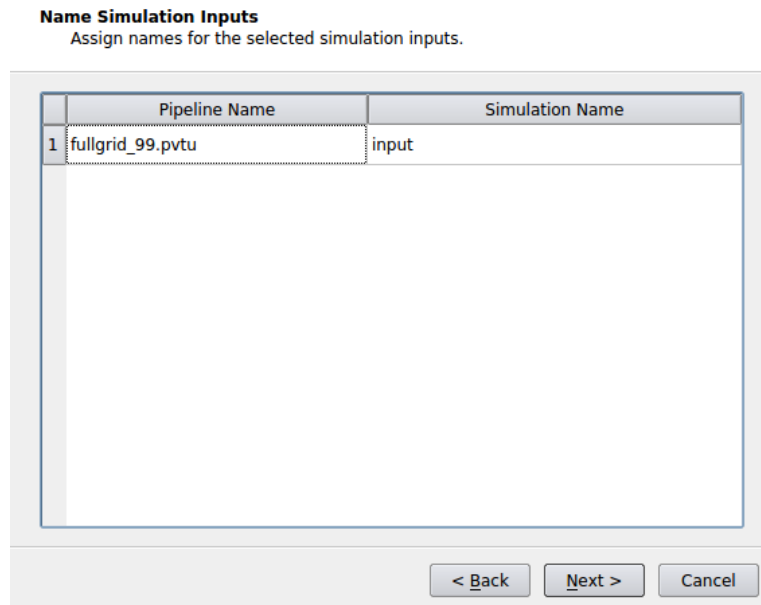 Name Simulation Inputs
Assign names for the selected simulation inputs.
Pipeline Name Simulation Name
1 fullgrid_99.pvtu input
< Back Next > Cancel